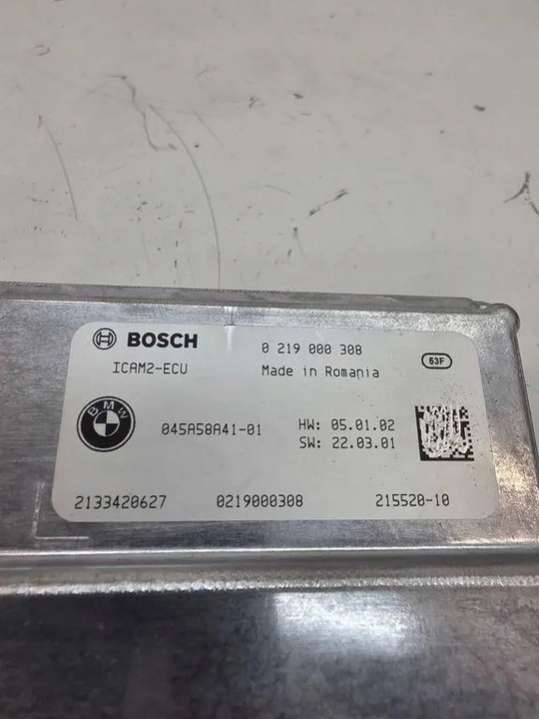 BOSCH 0 219 000 308
ICAM2-ECU Made in Romania 63F
BMW 045A58A41-01 HW: 05.01.02
SW: 22.03.01
2133420627 0219000308 215520-10